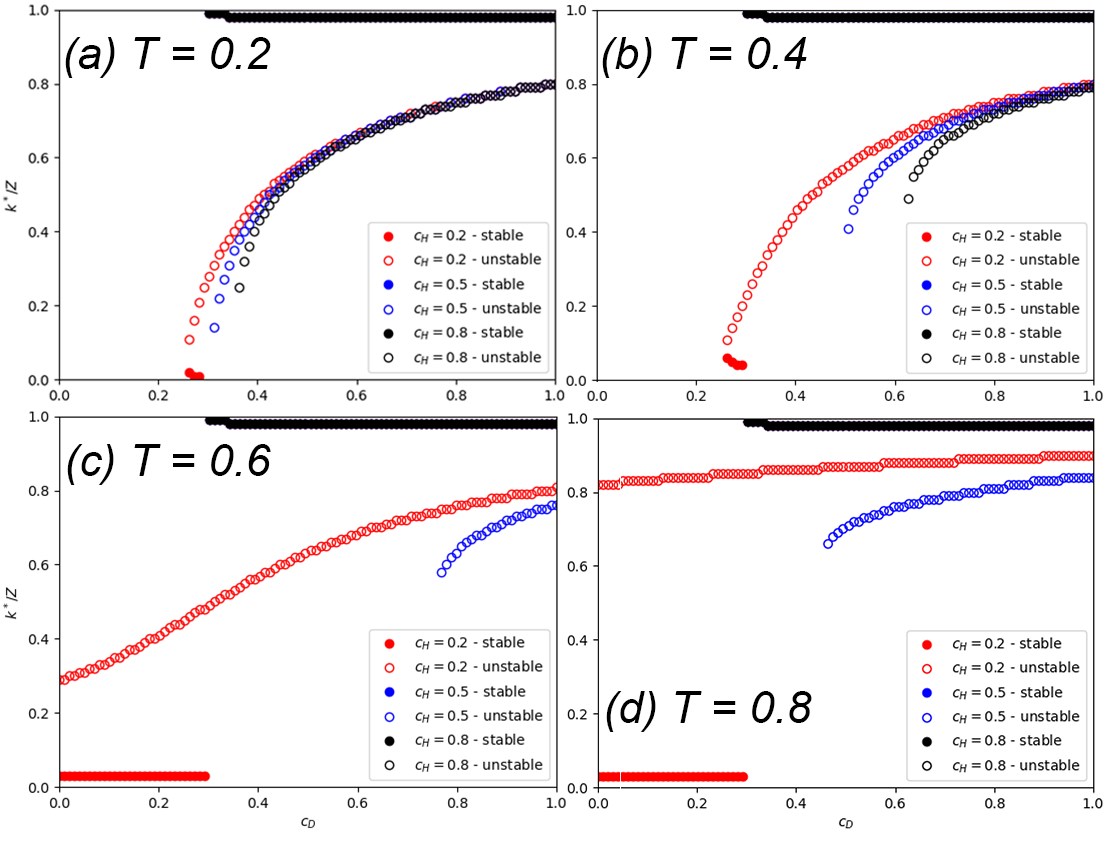 (a) T = 0.2
1.0
0.8
0.6
0.4
0.2
0.0
k*/Z
c_H = 0.2 - stable
c_H = 0.2 - unstable
c_H = 0.5 - stable
c_H = 0.5 - unstable
c_H = 0.8 - stable
c_H = 0.8 - unstable
0.0 0.2 0.4 0.6 0.8 1.0
(b) T = 0.4
1.0
0.8
0.6
0.4
0.2
0.0
c_H = 0.2 - stable
c_H = 0.2 - unstable
c_H = 0.5 - stable
c_H = 0.5 - unstable
c_H = 0.8 - stable
c_H = 0.8 - unstable
0.0 0.2 0.4 0.6 0.8 1.0
(c) T = 0.6
1.0
0.8
0.6
0.4
0.2
0.0
k*/Z
c_H = 0.2 - stable
c_H = 0.2 - unstable
c_H = 0.5 - stable
c_H = 0.5 - unstable
c_H = 0.8 - stable
c_H = 0.8 - unstable
0.0 0.2 0.4 0.6 0.8 1.0
c_D
1.0
0.8
0.6
0.4
0.2
0.0
(d) T = 0.8
c_H = 0.2 - stable
c_H = 0.2 - unstable
c_H = 0.5 - stable
c_H = 0.5 - unstable
c_H = 0.8 - stable
c_H = 0.8 - unstable
0.0 0.2 0.4 0.6 0.8 1.0
c_D